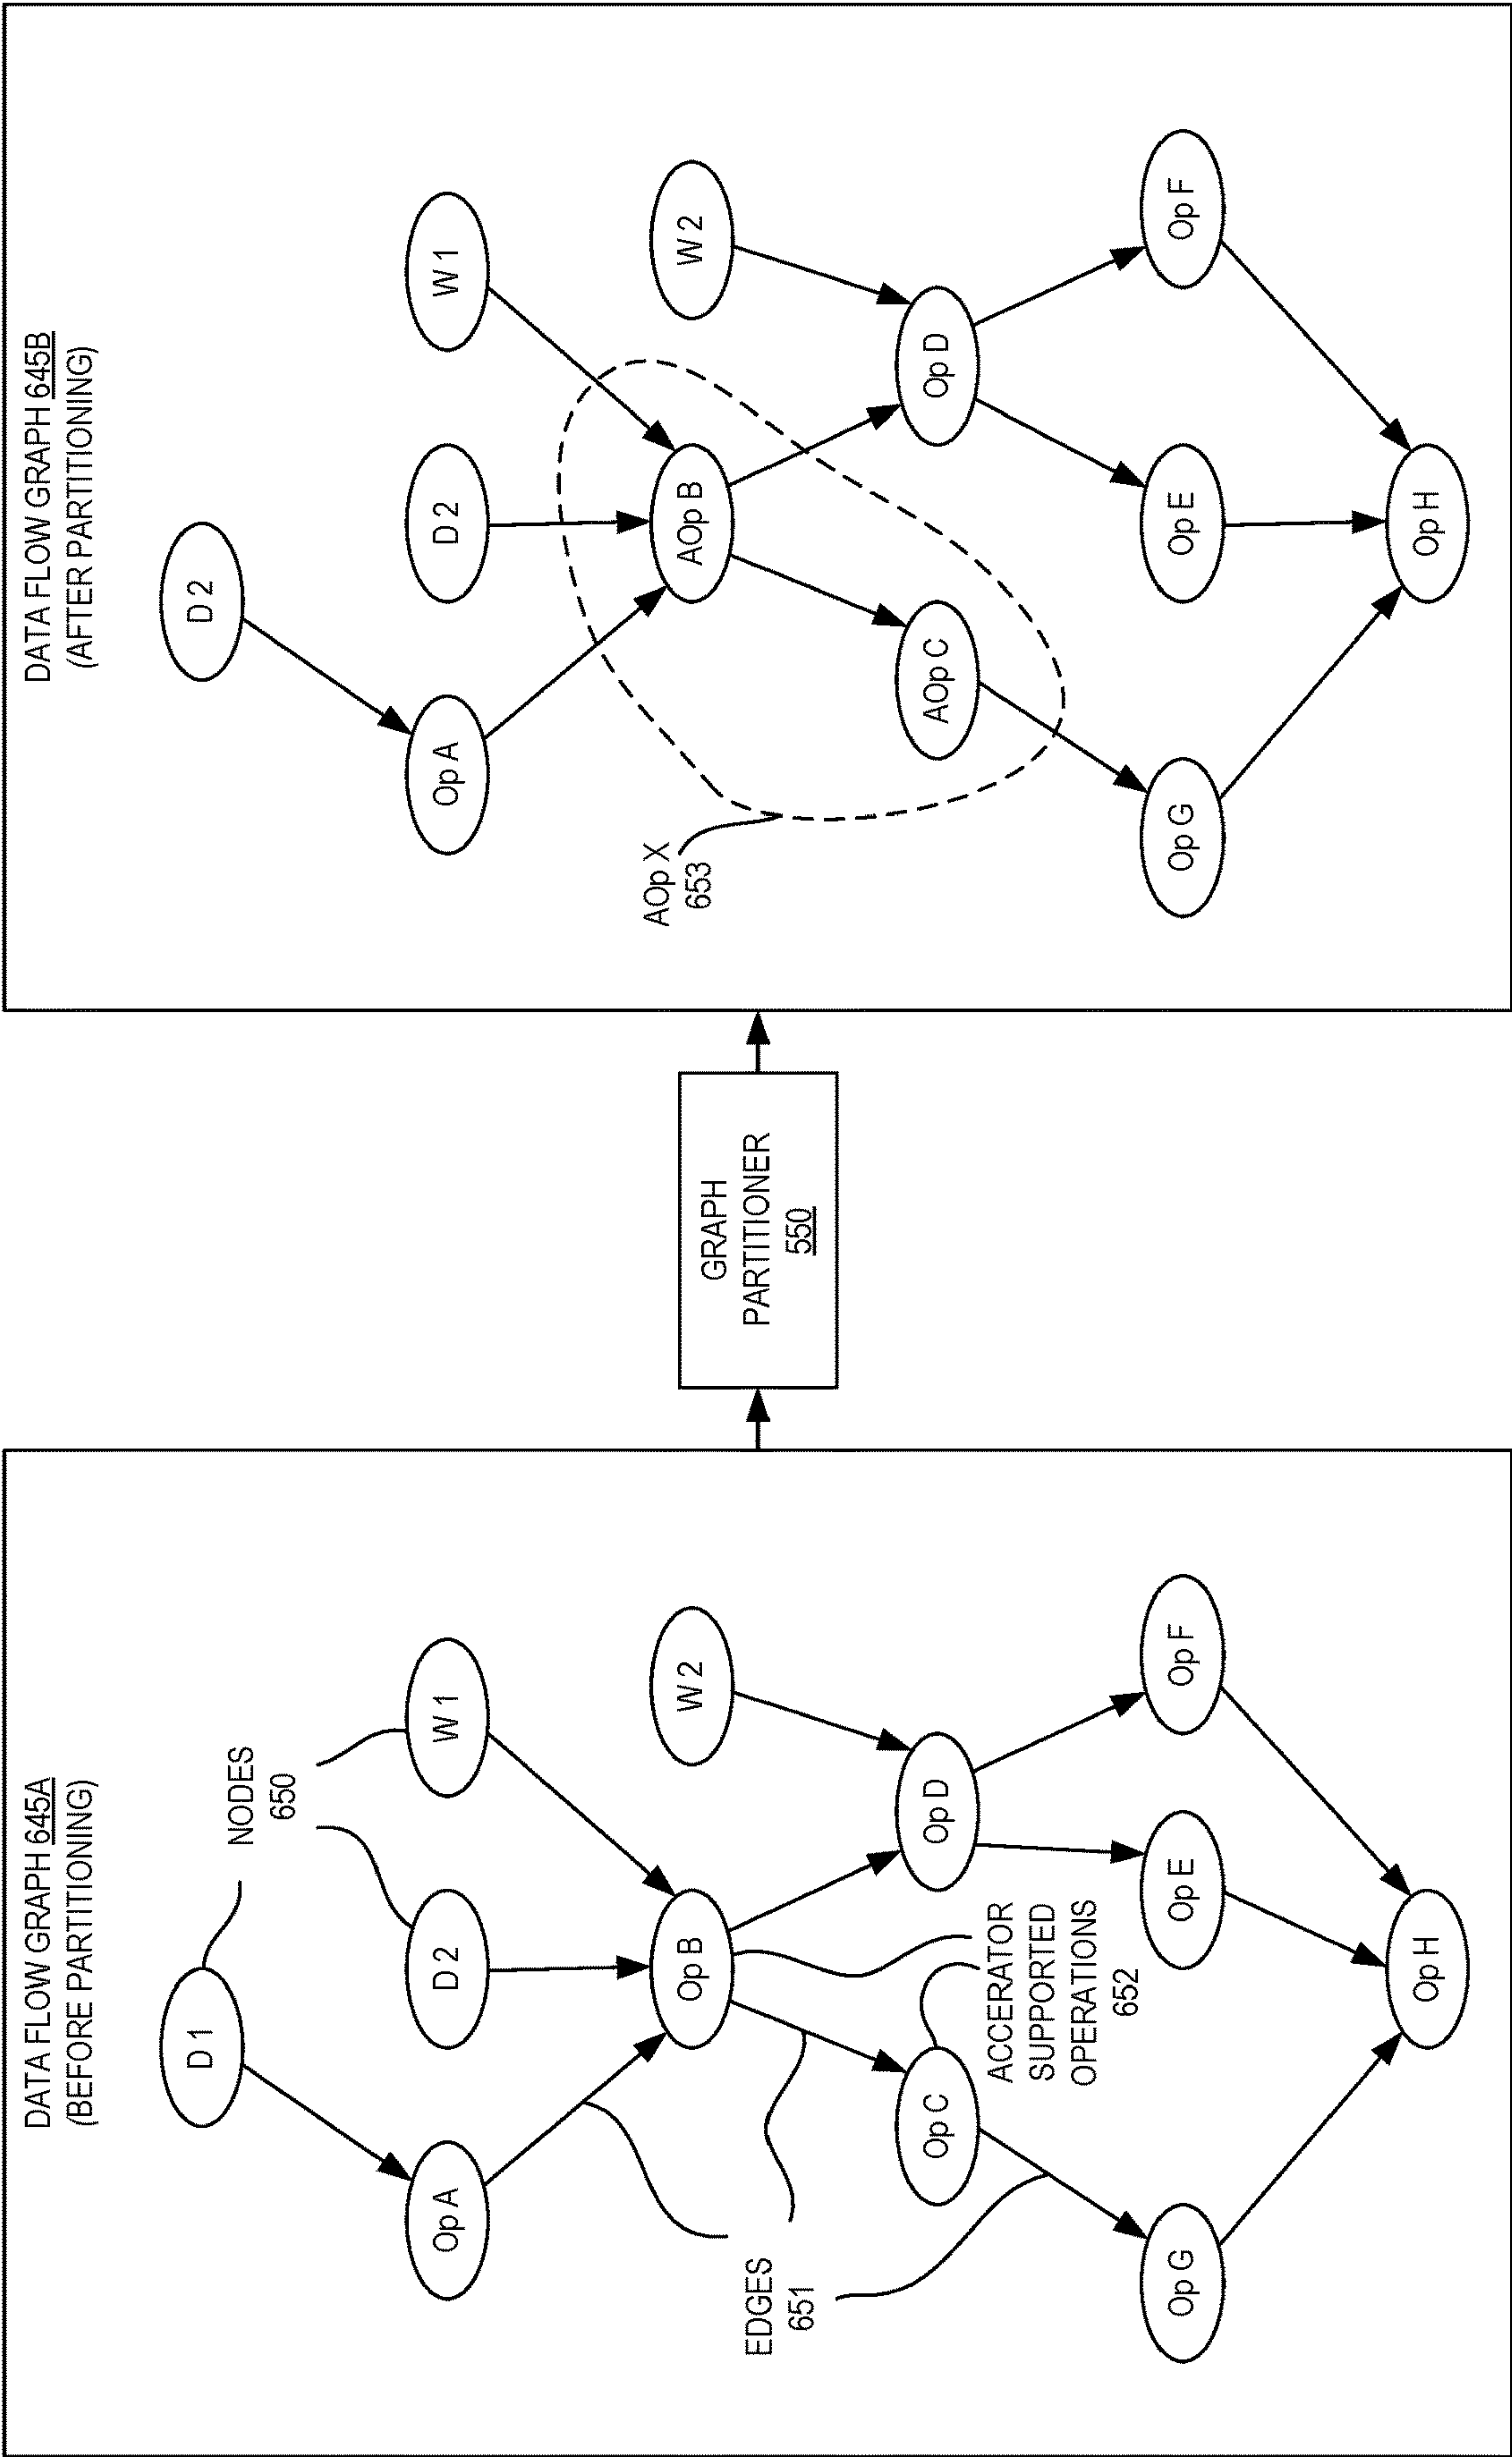 DATA FLOW GRAPH 645A
(BEFORE PARTITIONING)
D 1
NODES
650
Op A
D 2
W 1
EDGES
651
Op B
W 2
Op C
Op D
ACCERATOR
SUPPORTED
OPERATIONS
652
Op G
Op E
Op F
Op H
GRAPH
PARTITIONER
550
DATA FLOW GRAPH 645B
(AFTER PARTITIONING)
D 2
Op A
D 2
W 1
AOp X
653
AOp B
W 2
AOp C
Op D
Op G
Op E
Op F
Op H